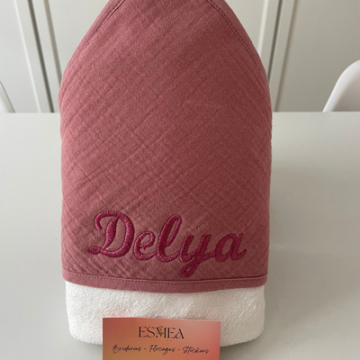 Delya
ESMEA
Broderies - Flocages - Stickers